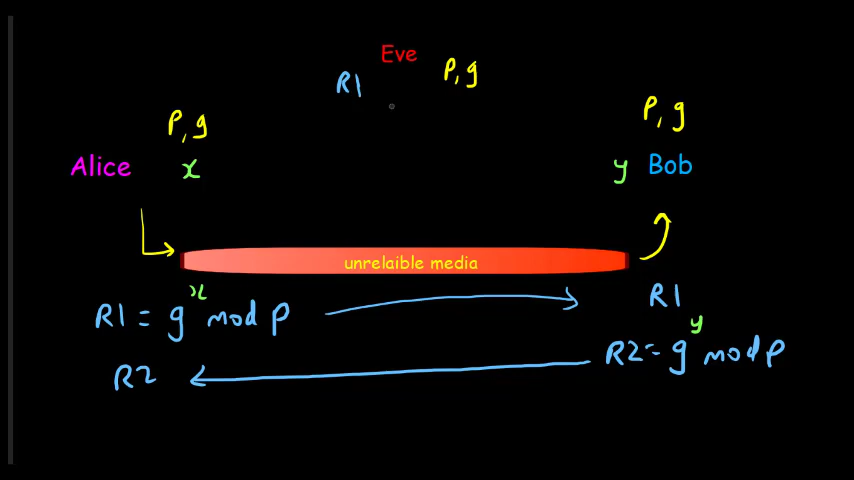 Eve
R1 P,g
P,g P,g
Alice x y Bob
unrelaible media
R1 = g^x mod p R1
R2 R2 = g^y mod p